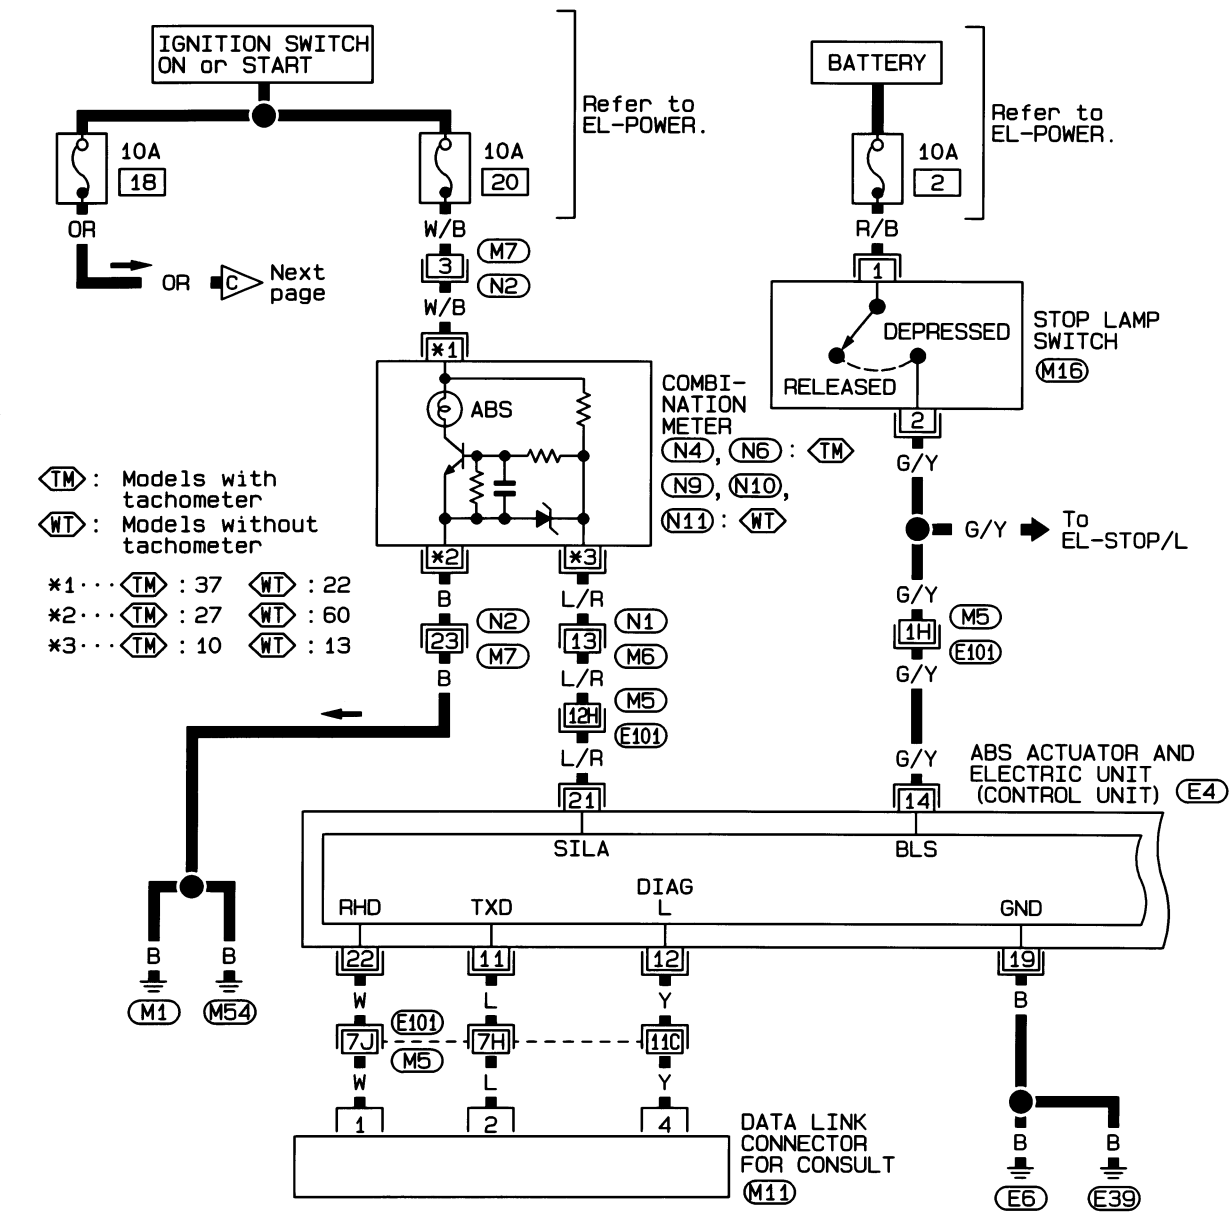 IGNITION SWITCH
ON or START
BATTERY
Refer to
EL-POWER.
Refer to
EL-POWER.
10A
18
10A
20
10A
2
OR
W/B
R/B
OR
C
Next
page
3
M7
N2
W/B
1
*1
DEPRESSED
RELEASED
STOP LAMP
SWITCH
M16
ABS
COMBI-
NATION
METER
N4, N6 : TM
N9, N10,
N11 : WT
2
G/Y
G/Y
To
EL-STOP/L
TM : Models with
tachometer
WT : Models without
tachometer
*1··· TM : 37 WT : 22
*2··· TM : 27 WT : 60
*3··· TM : 10 WT : 13
*2
*3
B
L/R
G/Y
23
N2
M7
13
N1
M6
1H
M5
E101
B
L/R
G/Y
12H
M5
E101
L/R
G/Y
ABS ACTUATOR AND
ELECTRIC UNIT
(CONTROL UNIT) E4
21
14
SILA
BLS
RHD
TXD
DIAG
L
GND
22
11
12
19
B
B
M1
M54
W
L
Y
B
7J
E101
M5
7H
11C
W
L
Y
1
2
4
DATA LINK
CONNECTOR
FOR CONSULT
M11
B
B
E6
E39